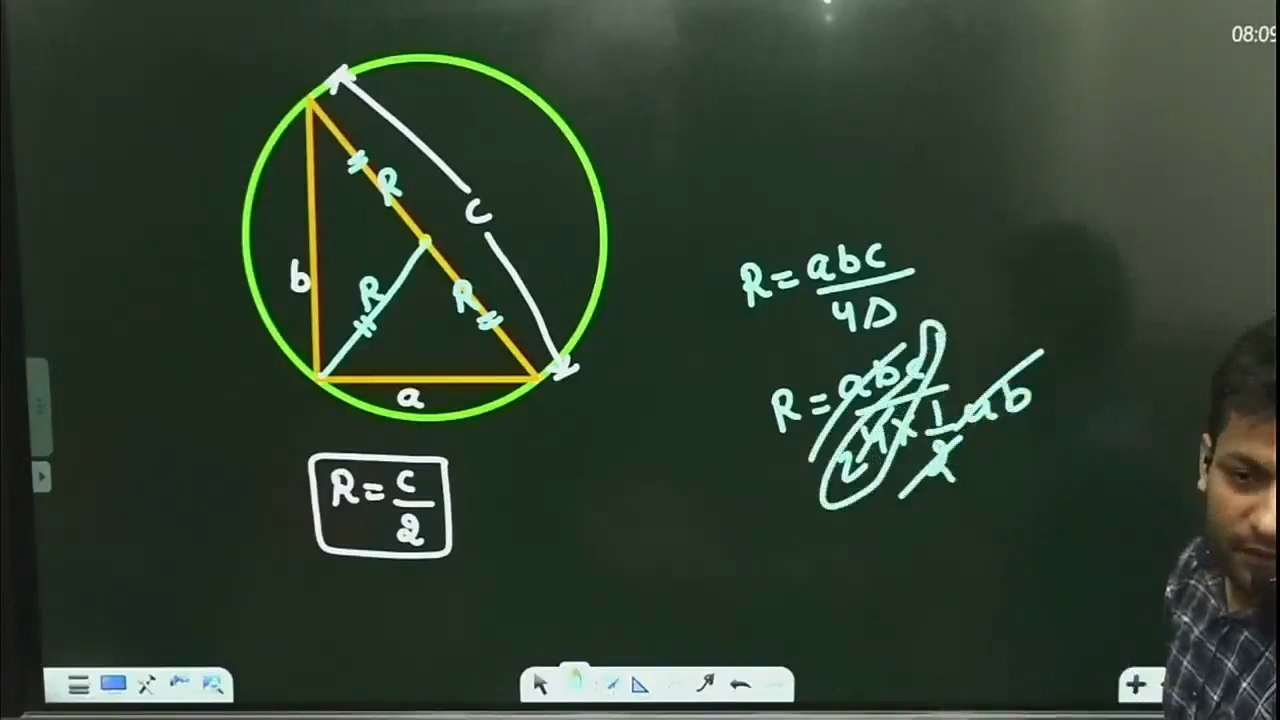 08:09
R
c
b
R
R
a
R = abc / 4Δ
R = abc / 4 × 1/2 ab
2
R = c/2